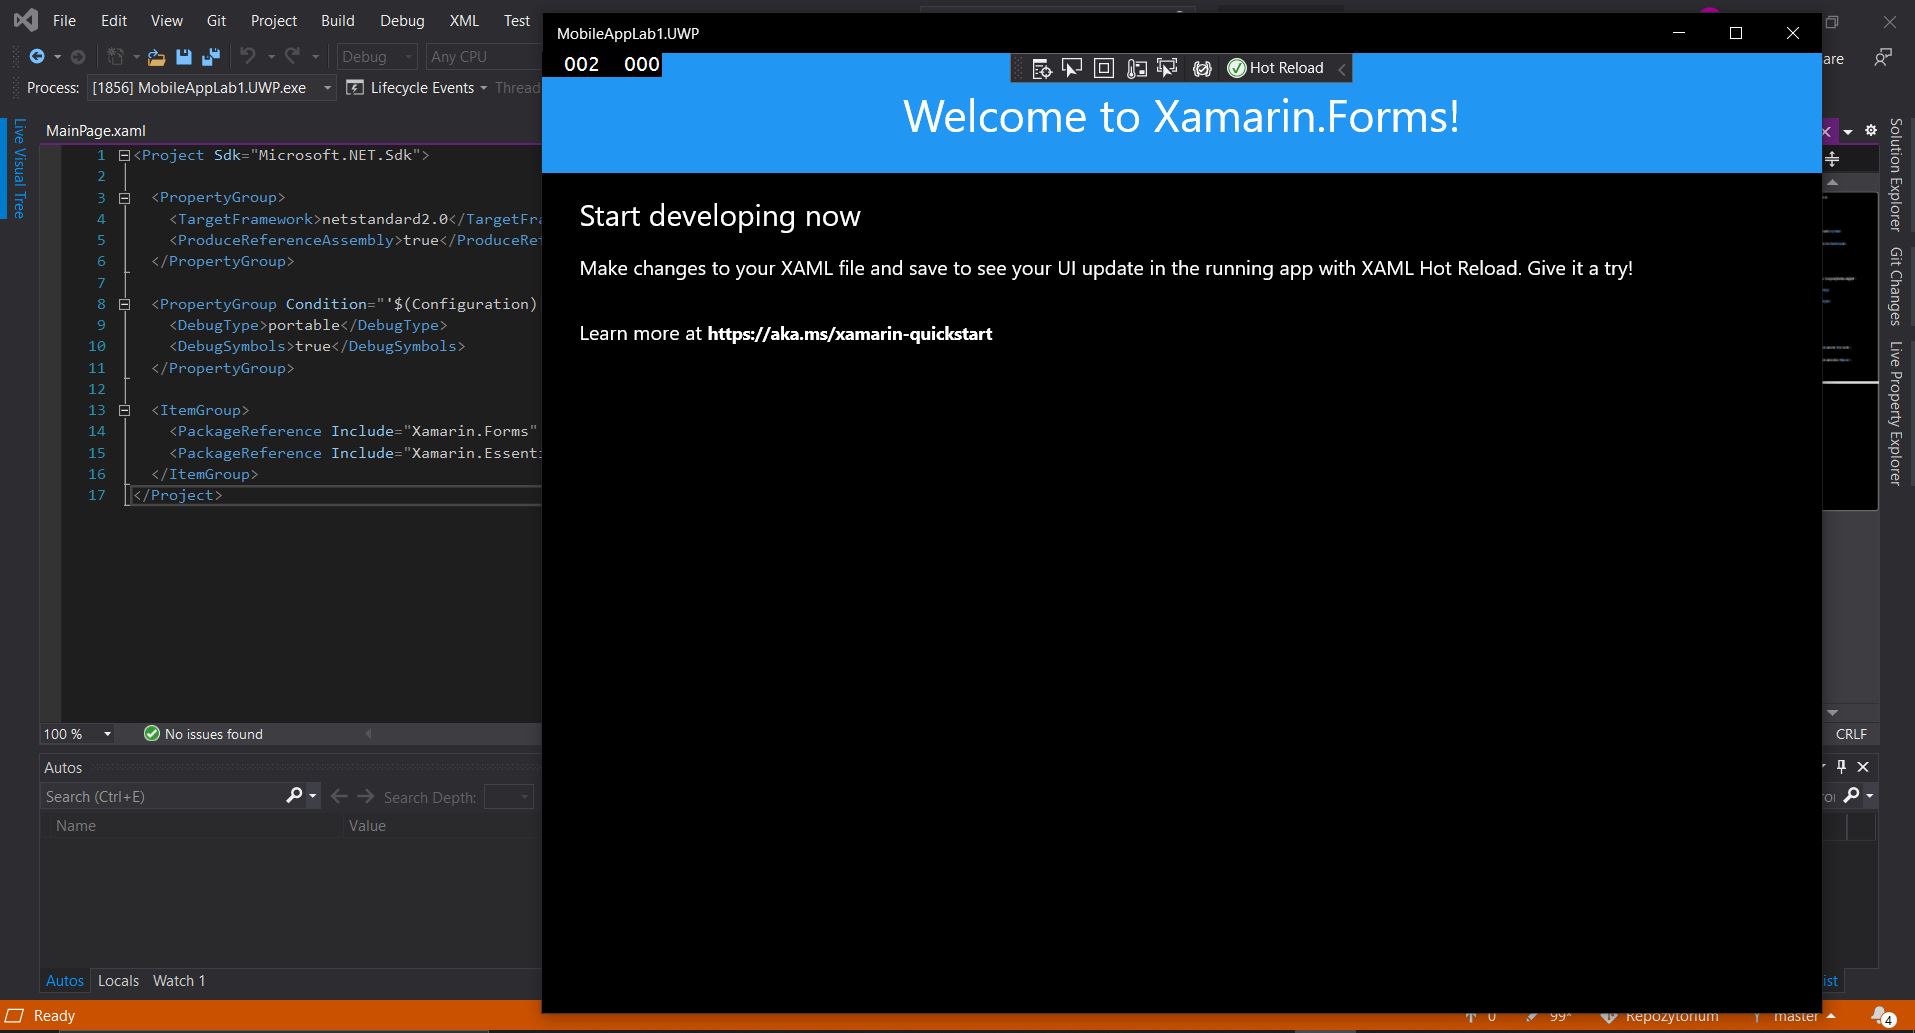 File Edit View Git Project Build Debug XML Test
Debug Any CPU
Process: [1856] MobileAppLab1.UWP.exe Lifecycle Events Thread
Live Visual Tree
MainPage.xaml
1 <Project Sdk="Microsoft.NET.Sdk">
2
3 <PropertyGroup>
4 <TargetFramework>netstandard2.0</TargetFra
5 <ProduceReferenceAssembly>true</ProduceRef
6 </PropertyGroup>
7
8 <PropertyGroup Condition="'$(Configuration)
9 <DebugType>portable</DebugType>
10 <DebugSymbols>true</DebugSymbols>
11 </PropertyGroup>
12
13 <ItemGroup>
14 <PackageReference Include="Xamarin.Forms"
15 <PackageReference Include="Xamarin.Essenti
16 </ItemGroup>
17 </Project>
100 % No issues found
Autos
Search (Ctrl+E) Search Depth:
Name Value
Autos Locals Watch 1
Ready
MobileAppLab1.UWP
002 000
Hot Reload
Welcome to Xamarin.Forms!
Start developing now
Make changes to your XAML file and save to see your UI update in the running app with XAML Hot Reload. Give it a try!
Learn more at https://aka.ms/xamarin-quickstart
are
Solution Explorer
Git Changes
Live Property Explorer
CRLF
ist
0 Repozytorium master 4